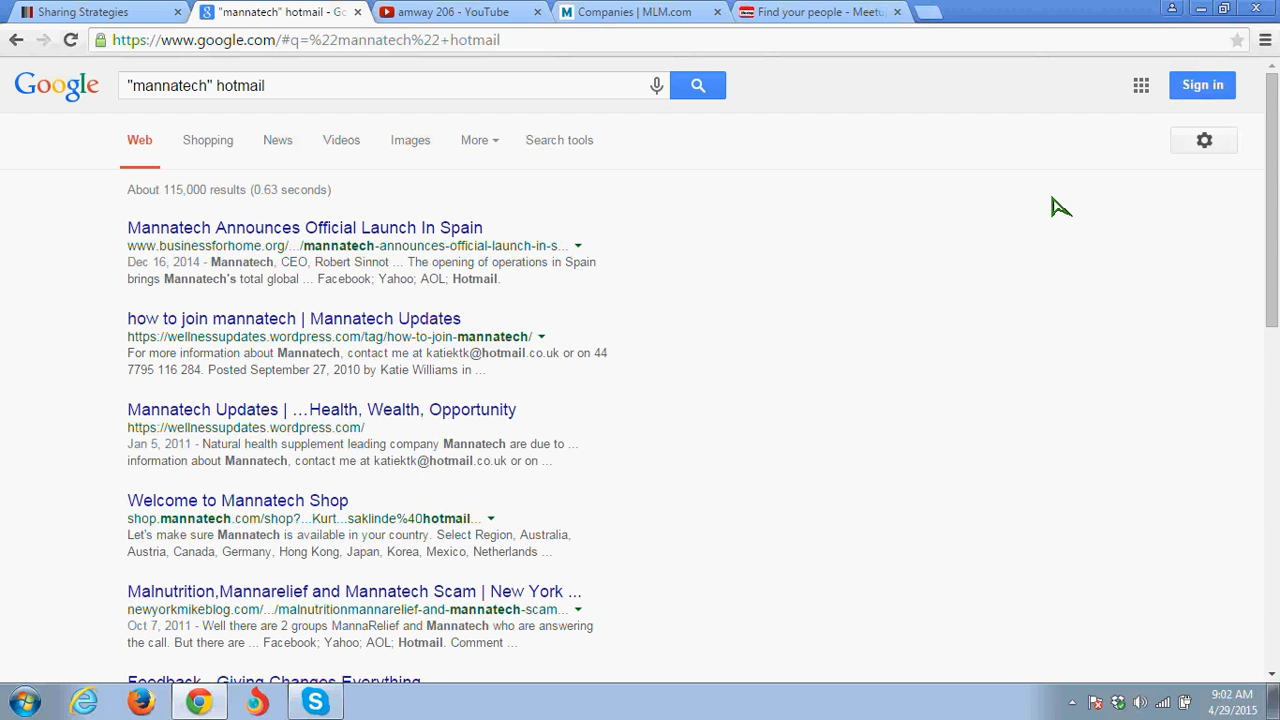 Sharing Strategies
"mannatech" hotmail - Go
amway 206 - YouTube
Companies | MLM.com
Find your people - Meetu
https://www.google.com/#q=%22mannatech%22+hotmail
Google
"mannatech" hotmail
Sign in
Web
Shopping
News
Videos
Images
More
Search tools
About 115,000 results (0.63 seconds)
Mannatech Announces Official Launch In Spain
www.businessforhome.org/.../mannatech-announces-official-launch-in-s...
Dec 16, 2014 - Mannatech, CEO, Robert Sinnot ... The opening of operations in Spain
brings Mannatech's total global ... Facebook; Yahoo; AOL; Hotmail.
how to join mannatech | Mannatech Updates
https://wellnessupdates.wordpress.com/tag/how-to-join-mannatech/
For more information about Mannatech, contact me at katiektk@hotmail.co.uk or on 44
7795 116 284. Posted September 27, 2010 by Katie Williams in ...
Mannatech Updates | ...Health, Wealth, Opportunity
https://wellnessupdates.wordpress.com/
Jan 5, 2011 - Natural health supplement leading company Mannatech are due to ...
information about Mannatech, contact me at katiektk@hotmail.co.uk or on ...
Welcome to Mannatech Shop
shop.mannatech.com/shop?...Kurt...saklinde%40hotmail...
Let's make sure Mannatech is available in your country. Select Region, Australia,
Austria, Canada, Germany, Hong Kong, Japan, Korea, Mexico, Netherlands ...
Malnutrition,Mannarelief and Mannatech Scam | New York ...
newyorkmikeblog.com/.../malnutritionmannarelief-and-mannatech-scam...
Oct 7, 2011 - Well there are 2 groups MannaRelief and Mannatech who are answering
the call. But there are ... Facebook; Yahoo; AOL; Hotmail. Comment ...
Feedback - Giving Changes Everything
9:02 AM
4/29/2015